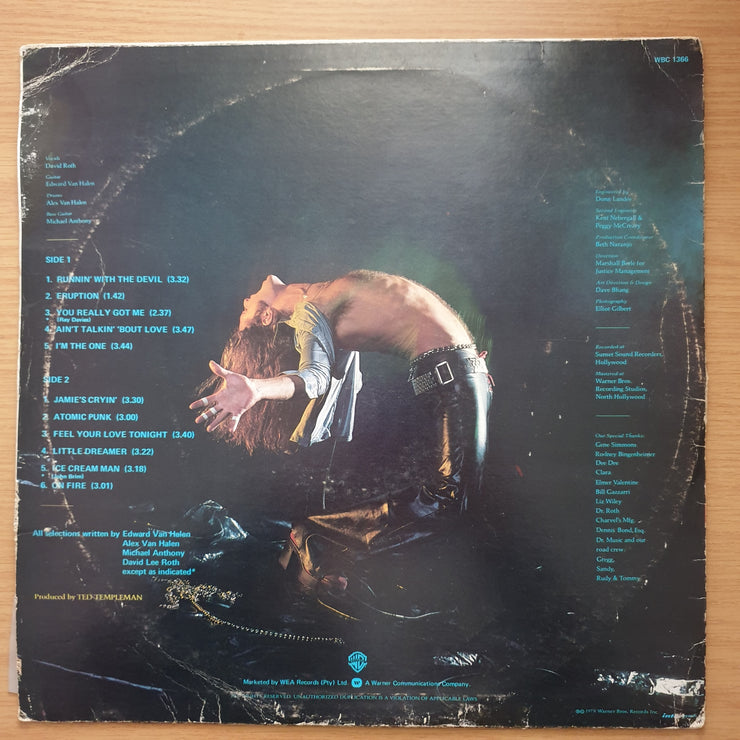 WBC 1366
Vocals
David Roth
Guitar
Edward Van Halen
Drums
Alex Van Halen
Bass Guitar
Michael Anthony
SIDE 1
1. RUNNIN' WITH THE DEVIL (3.32)
2. ERUPTION (1.42)
3. YOU REALLY GOT ME (2.37)
* (Ray Davies)
4. AIN'T TALKIN' 'BOUT LOVE (3.47)
5. I'M THE ONE (3.44)
SIDE 2
1. JAMIE'S CRYIN' (3.30)
2. ATOMIC PUNK (3.00)
3. FEEL YOUR LOVE TONIGHT (3.40)
4. LITTLE DREAMER (3.22)
5. ICE CREAM MAN (3.18)
* (John Brim)
6. ON FIRE (3.01)
All selections written by Edward Van Halen
Alex Van Halen
Michael Anthony
David Lee Roth
except as indicated*
Produced by TED TEMPLEMAN
Engineered by
Donn Landee
Second Engineers
Kent Nebergall &
Peggy McCreary
Production Coordinator
Beth Naranjo
Direction
Marshall Berle for
Justice Management
Art Direction & Design
Dave Bhang
Photography
Elliot Gilbert
Recorded at
Sunset Sound Recorders,
Hollywood
Mastered at
Warner Bros.
Recording Studios,
North Hollywood
Our Special Thanks:
Gene Simmons
Rodney Bingenheimer
Dee Dee
Clara
Elmer Valentine
Bill Gazzarri
Liz Wiley
Dr. Roth
Charvel's Mfg.
Dennis Bond, Esq.
Dr. Music and our
road crew:
Gregg,
Sandy,
Rudy & Tommy
Marketed by WEA Records (Pty) Ltd. A Warner Communications Company.
RIGHTS RESERVED. UNAUTHORIZED DUPLICATION IS A VIOLATION OF APPLICABLE LAWS
℗© 1978 Warner Bros. Records Inc.